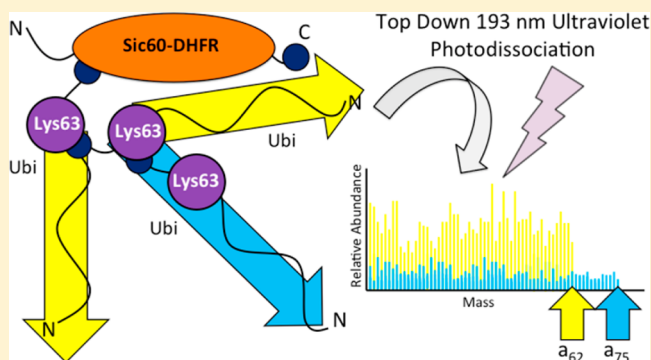 N
Sic60-DHFR
C
Lys63
Lys63
N
Ubi
Ubi
Lys63
Ubi
N
N
Top Down 193 nm Ultraviolet
Photodissociation
Relative Abundance
Mass
a62
a75